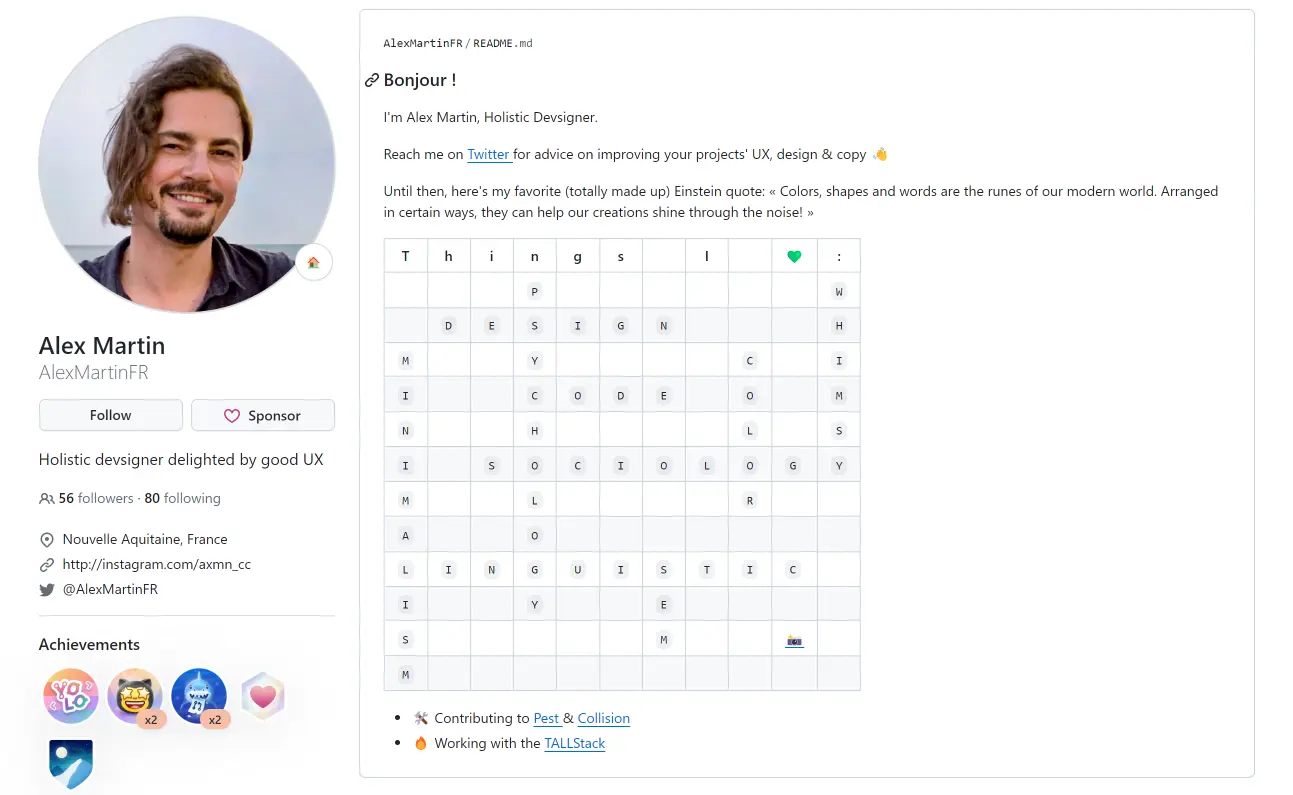 AlexMartinFR / README.md
Bonjour !
I'm Alex Martin, Holistic Devsigner.
Reach me on Twitter for advice on improving your projects' UX, design & copy 👋
Until then, here's my favorite (totally made up) Einstein quote: « Colors, shapes and words are the runes of our modern world. Arranged
in certain ways, they can help our creations shine through the noise! »
T h i n g s l 💚 :
P W
D E S I G N H
M Y C I
I C O D E O M
N H L S
I S O C I O L O G Y
M L R
A O
L I N G U I S T I C
I Y E
S M 📸
M
🛠 Contributing to Pest & Collision
🔥 Working with the TALLStack
🏠
Alex Martin
AlexMartinFR
Follow
Sponsor
Holistic devsigner delighted by good UX
56 followers · 80 following
Nouvelle Aquitaine, France
http://instagram.com/axmn_cc
@AlexMartinFR
Achievements
YOLO
x2
x2